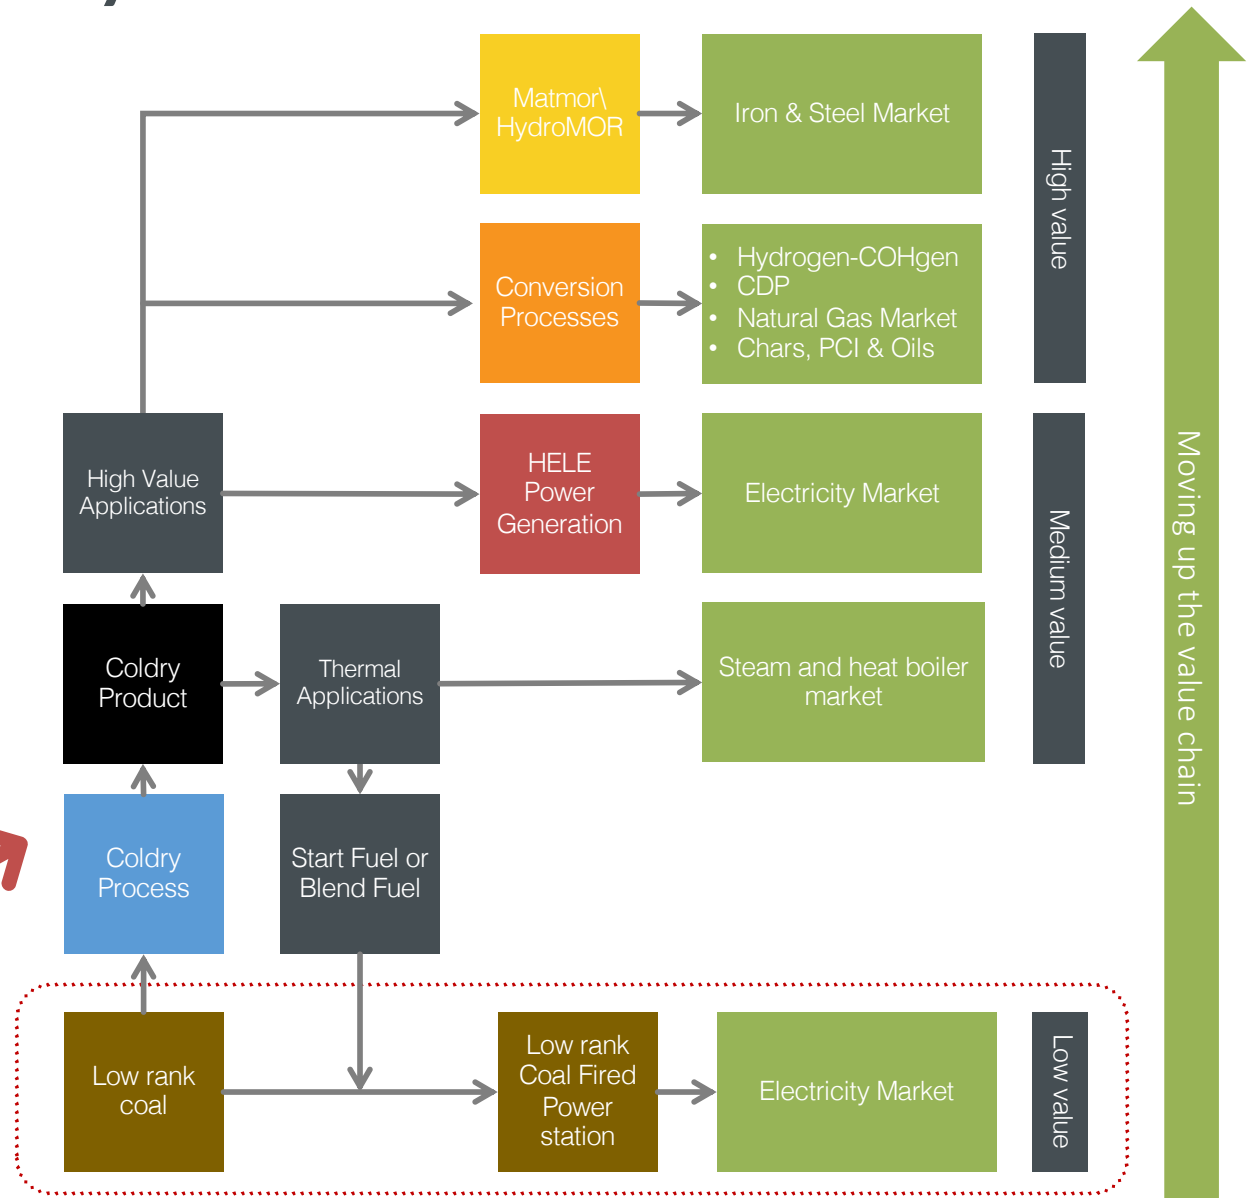 Matmor\
HydroMOR
Iron & Steel Market
High value
Conversion
Processes
• Hydrogen-COHgen
• CDP
• Natural Gas Market
• Chars, PCI & Oils
High Value
Applications
HELE
Power
Generation
Electricity Market
Medium value
Moving up the value chain
Coldry
Product
Thermal
Applications
Steam and heat boiler
market
Coldry
Process
Start Fuel or
Blend Fuel
Low rank
coal
Low rank
Coal Fired
Power
station
Electricity Market
Low value